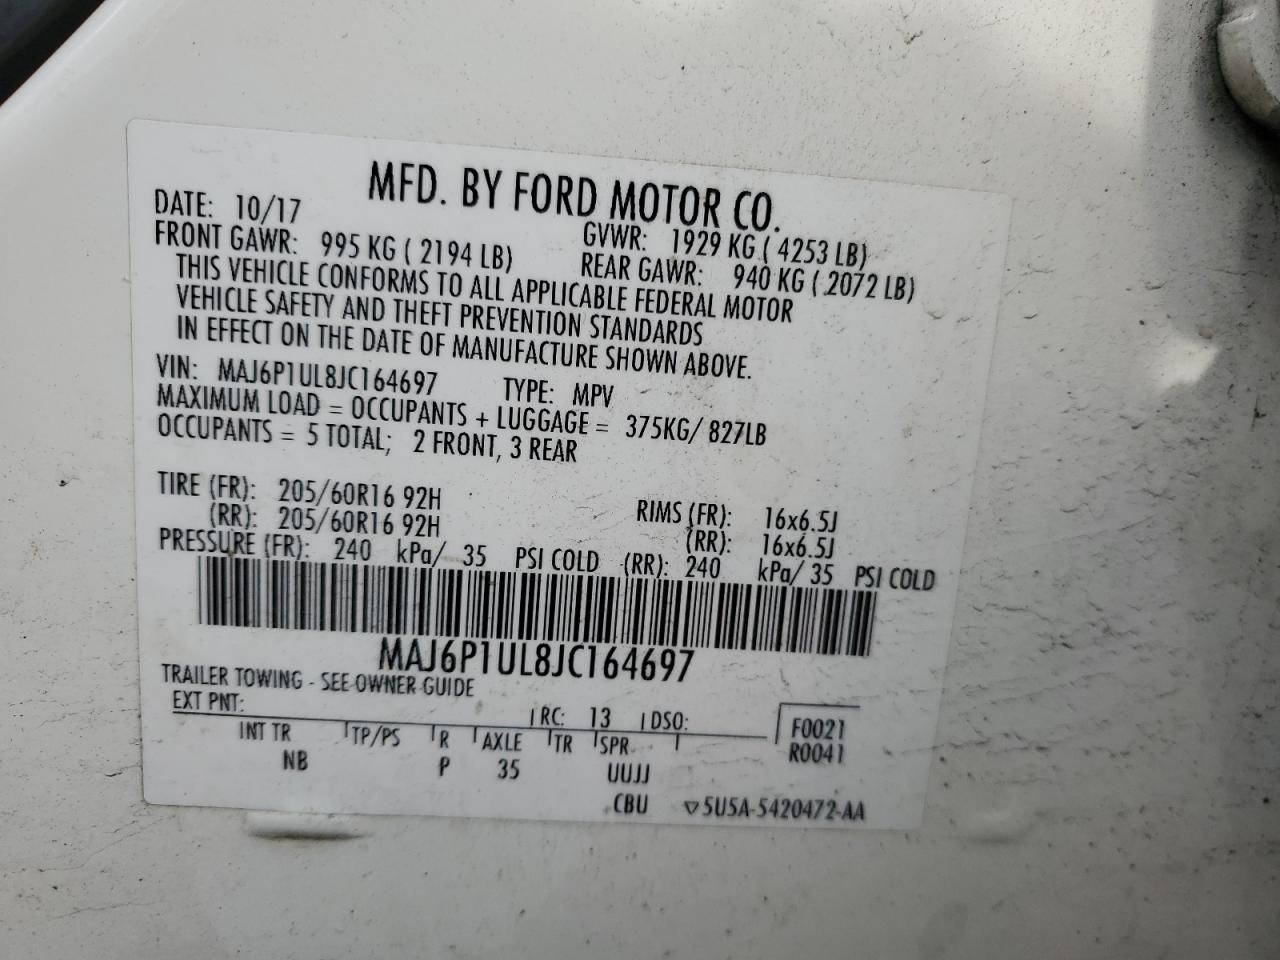 MFD. BY FORD MOTOR CO.
DATE: 10/17 GVWR: 1929 KG ( 4253 LB)
FRONT GAWR: 995 KG ( 2194 LB) REAR GAWR: 940 KG ( 2072 LB)
THIS VEHICLE CONFORMS TO ALL APPLICABLE FEDERAL MOTOR
VEHICLE SAFETY AND THEFT PREVENTION STANDARDS
IN EFFECT ON THE DATE OF MANUFACTURE SHOWN ABOVE.
VIN: MAJ6P1UL8JC164697 TYPE: MPV
MAXIMUM LOAD = OCCUPANTS + LUGGAGE = 375KG/ 827LB
OCCUPANTS = 5 TOTAL; 2 FRONT, 3 REAR
TIRE (FR): 205/60R16 92H RIMS (FR): 16x6.5J
(RR): 205/60R16 92H (RR): 16x6.5J
PRESSURE (FR): 240 kPa/ 35 PSI COLD (RR): 240 kPa/ 35 PSI COLD
MAJ6P1UL8JC164697
TRAILER TOWING - SEE OWNER GUIDE
EXT PNT: RC: 13 DSO: F0021
INT TR TP/PS R AXLE TR SPR R0041
NB P 35 UUJJ
CBU ▽5U5A-5420472-AA